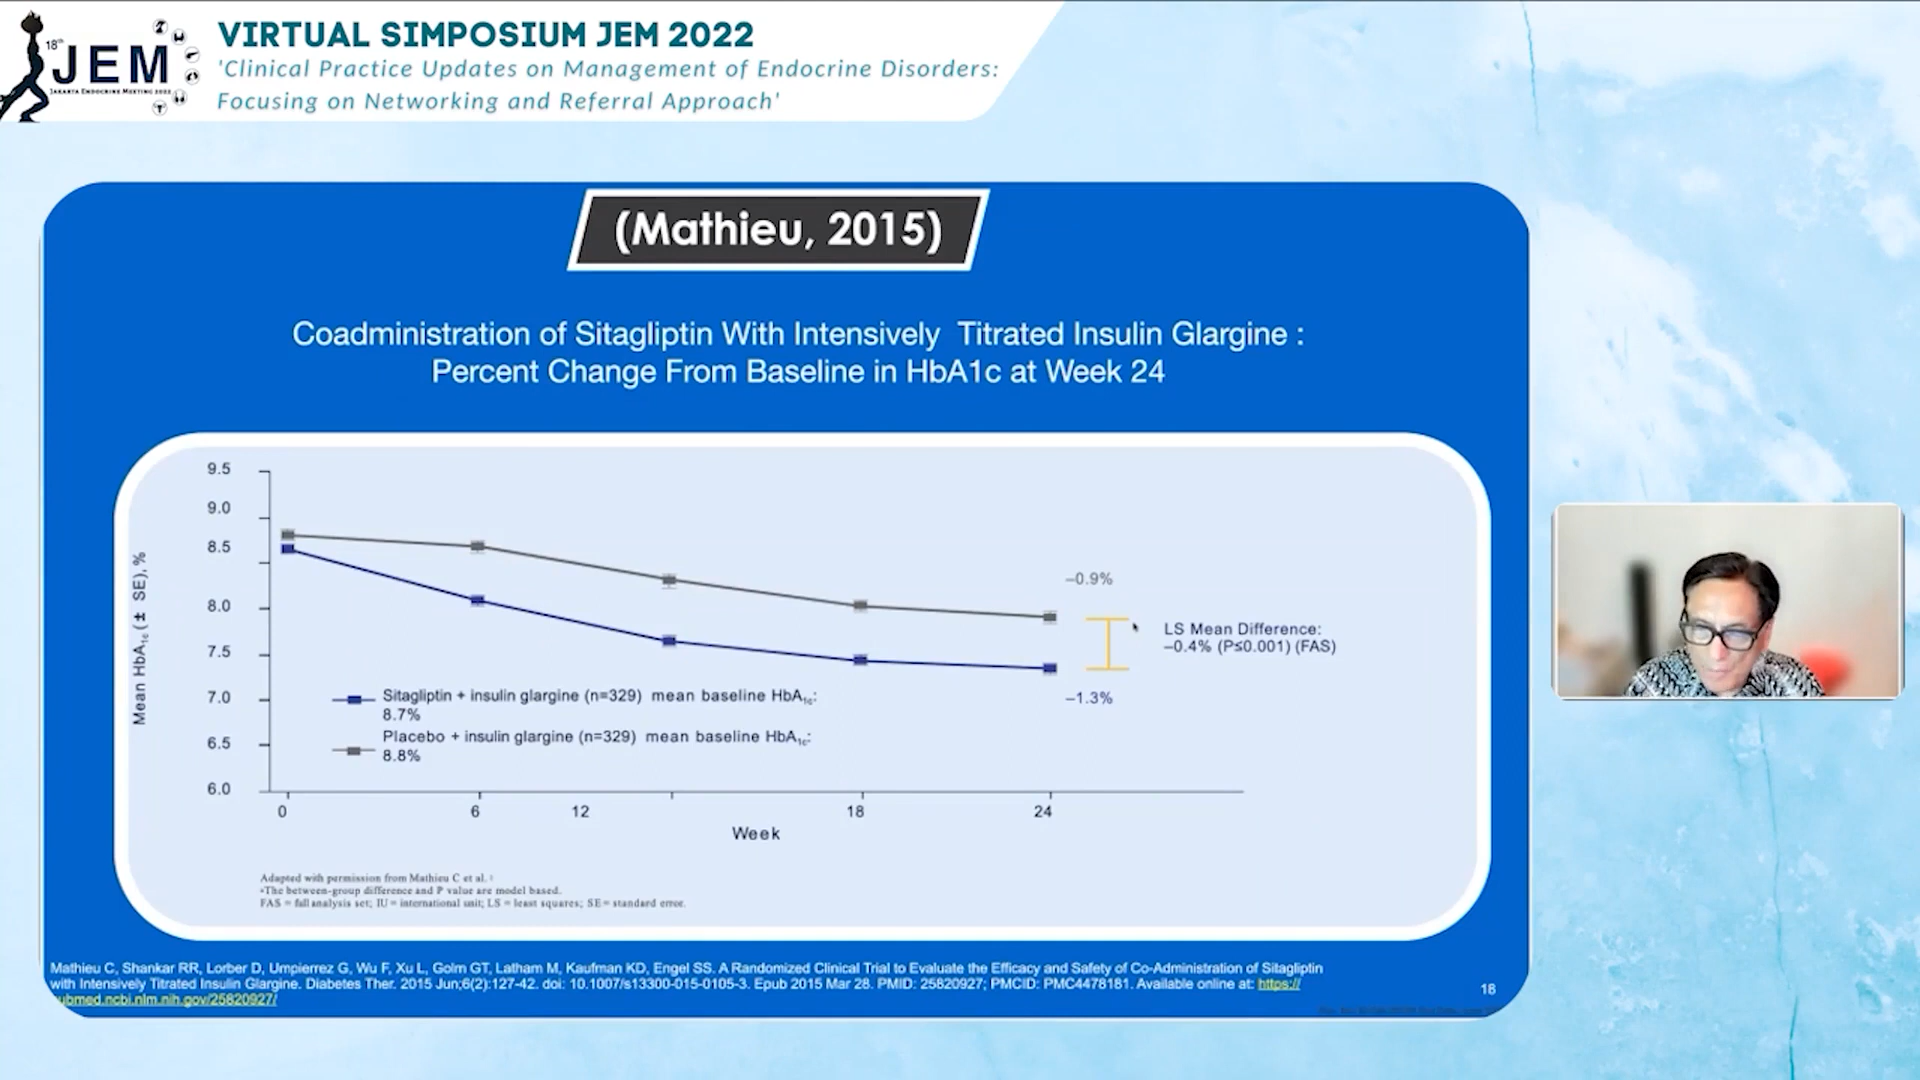 18th
JEM
JAKARTA ENDOCRINE MEETING 2022
VIRTUAL SIMPOSIUM JEM 2022
'Clinical Practice Updates on Management of Endocrine Disorders:
Focusing on Networking and Referral Approach'
(Mathieu, 2015)
Coadministration of Sitagliptin With Intensively Titrated Insulin Glargine :
Percent Change From Baseline in HbA1c at Week 24
Mean HbA1c (± SE), %
9.5
9.0
8.5
8.0
7.5
7.0
6.5
6.0
–0.9%
LS Mean Difference:
–0.4% (P≤0.001) (FAS)
–1.3%
Sitagliptin + insulin glargine (n=329) mean baseline HbA1c:
8.7%
Placebo + insulin glargine (n=329) mean baseline HbA1c:
8.8%
0 6 12 18 24
Week
Adapted with permission from Mathieu C et al. 1
The between-group difference and P value are model based.
FAS = full analysis set; IU = international unit; LS = least squares; SE = standard error.
Mathieu C, Shankar RR, Lorber D, Umpierrez G, Wu F, Xu L, Golm GT, Latham M, Kaufman KD, Engel SS. A Randomized Clinical Trial to Evaluate the Efficacy and Safety of Co-Administration of Sitagliptin
with Intensively Titrated Insulin Glargine. Diabetes Ther. 2015 Jun;6(2):127-42. doi: 10.1007/s13300-015-0105-3. Epub 2015 Mar 28. PMID: 25820927; PMCID: PMC4478181. Available online at: https://
pubmed.ncbi.nlm.nih.gov/25820927/
18